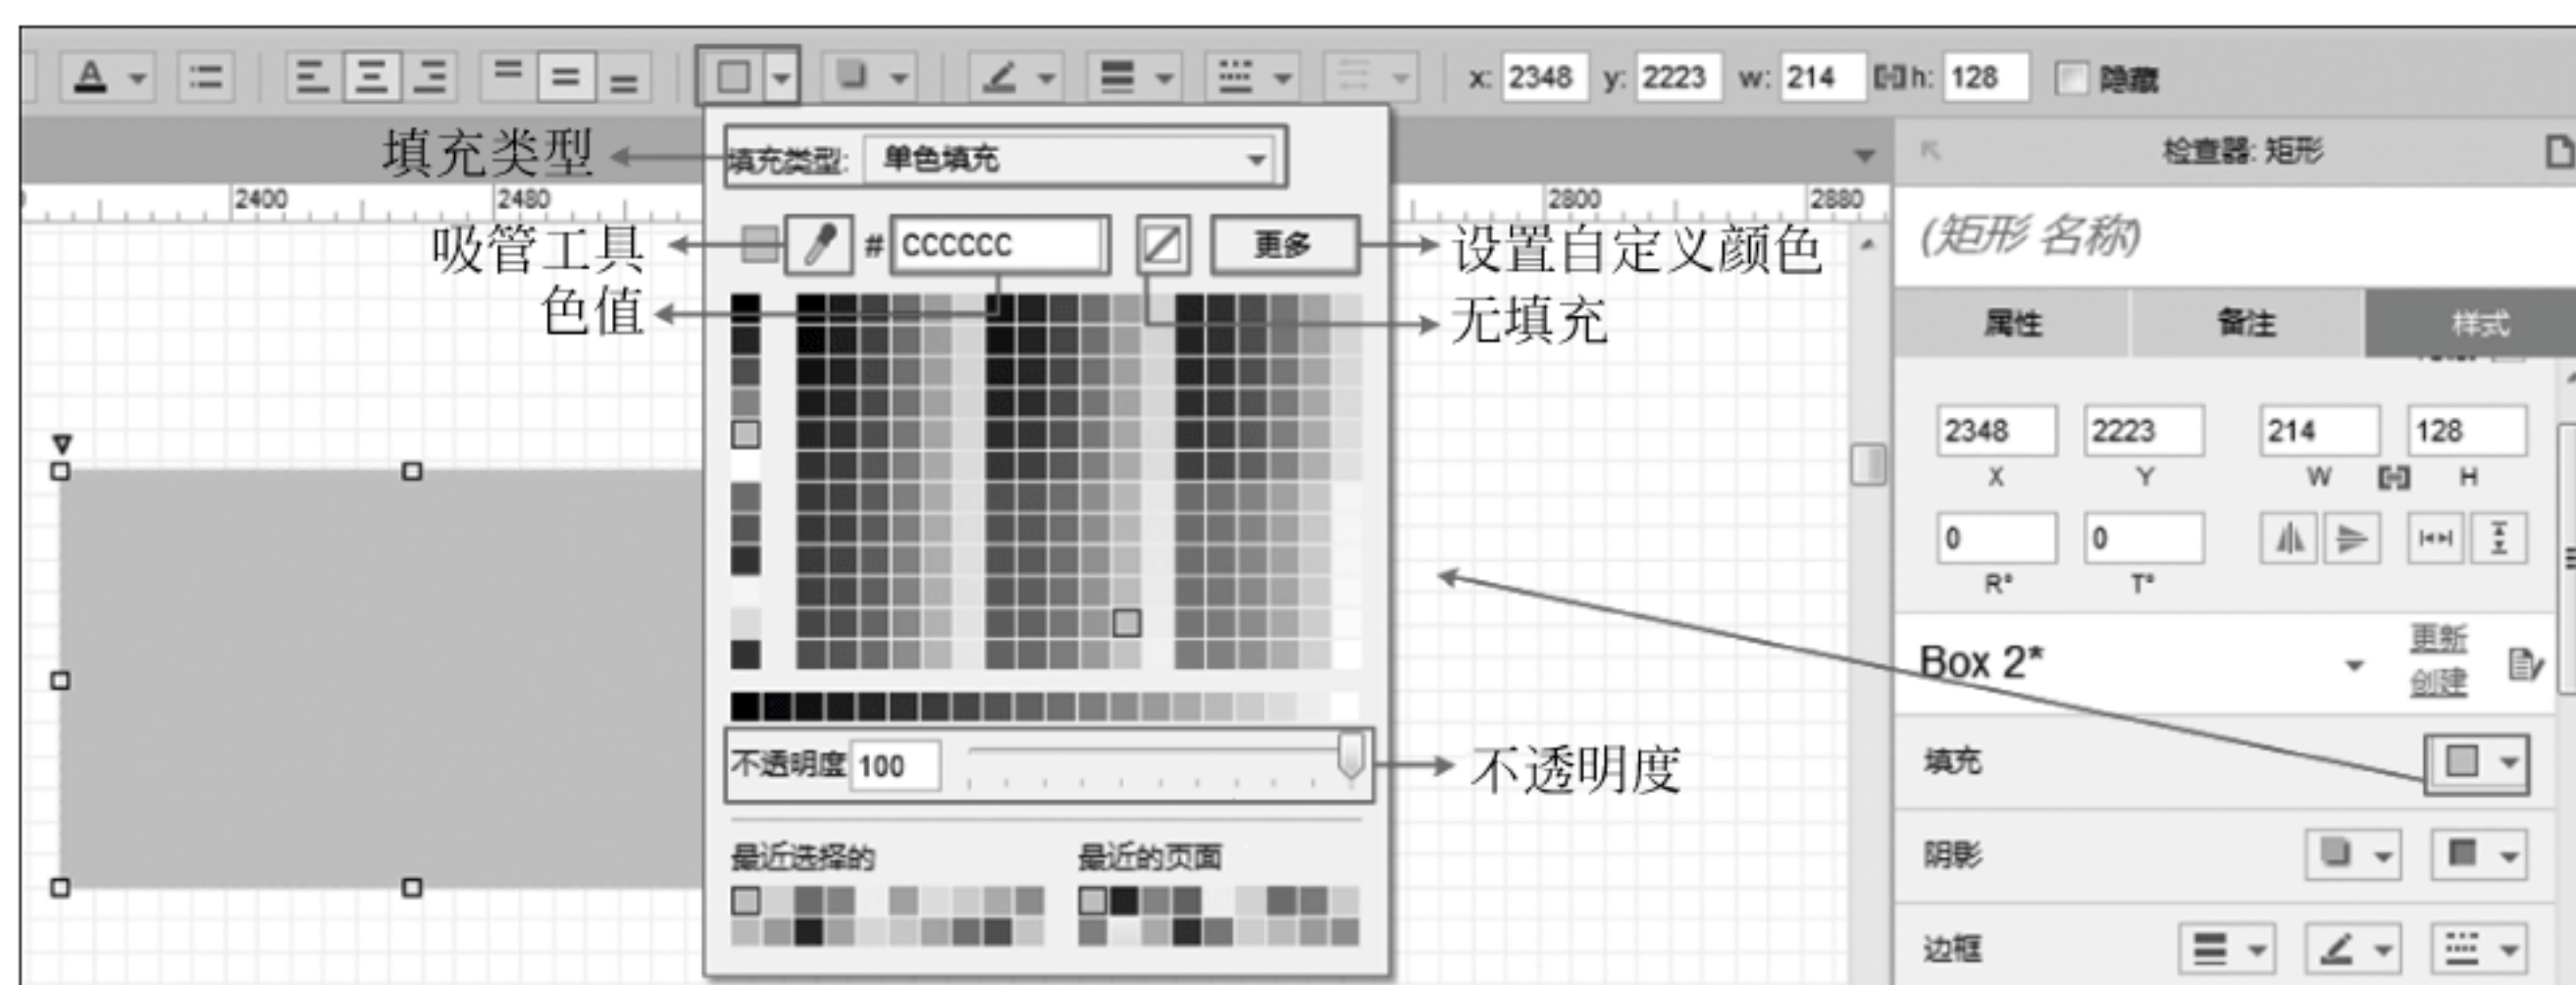 A x: 2348 y: 2223 w: 214 h: 128 隐藏
填充类型 填充类型: 单色填充
检查器: 矩形
2400 2480 2800 2880
吸管工具 # CCCCCC 更多 设置自定义颜色
(矩形 名称)
色值 无填充
属性 备注 样式
2348 2223 214 128
X Y W H
0 0
R° T°
Box 2* 更新
创建
不透明度 100 不透明度
填充
最近选择的 最近的页面
阴影
边框